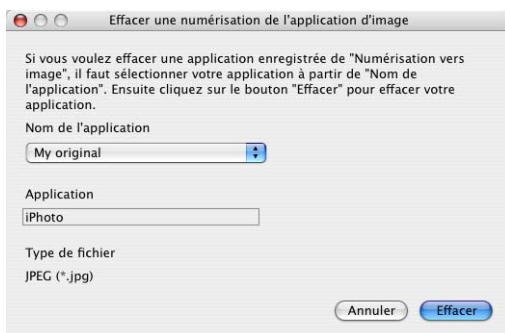 Effacer une numérisation de l'application d'image
Si vous voulez effacer une application enregistrée de "Numérisation vers
image", il faut sélectionner votre application à partir de "Nom de
l'application". Ensuite cliquez sur le bouton "Effacer" pour effacer votre
application.
Nom de l'application
My original
Application
iPhoto
Type de fichier
JPEG (*.jpg)
Annuler Effacer